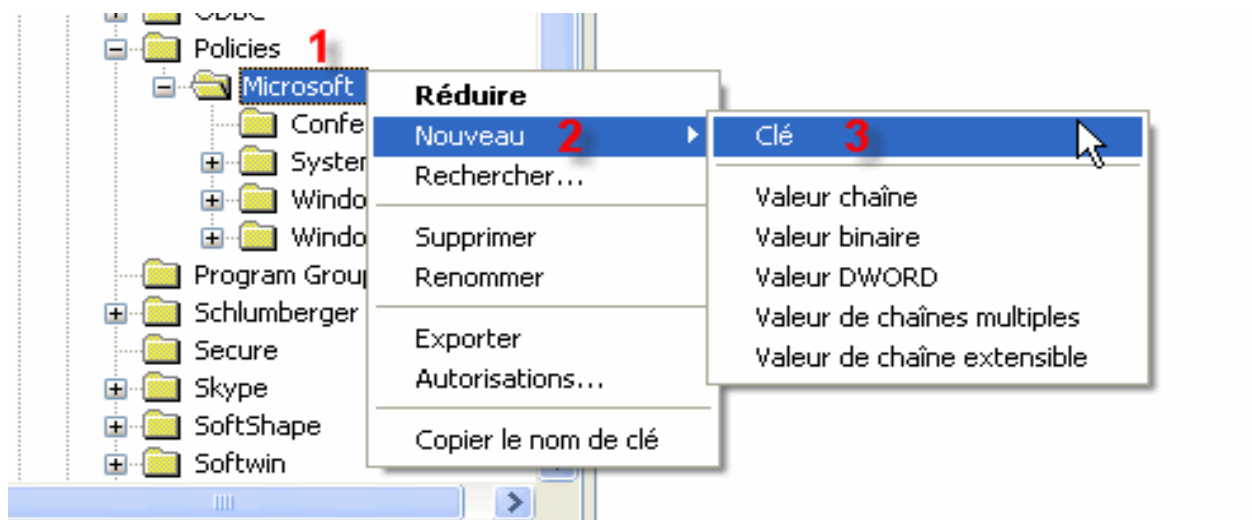 ODBC
Policies 1
Microsoft
Confe
Syster
Windo
Windo
Program Group
Schlumberger
Secure
Skype
SoftShape
Softwin
Réduire
Nouveau 2
Rechercher...
Supprimer
Renommer
Exporter
Autorisations...
Copier le nom de clé
Clé 3
Valeur chaîne
Valeur binaire
Valeur DWORD
Valeur de chaînes multiples
Valeur de chaîne extensible